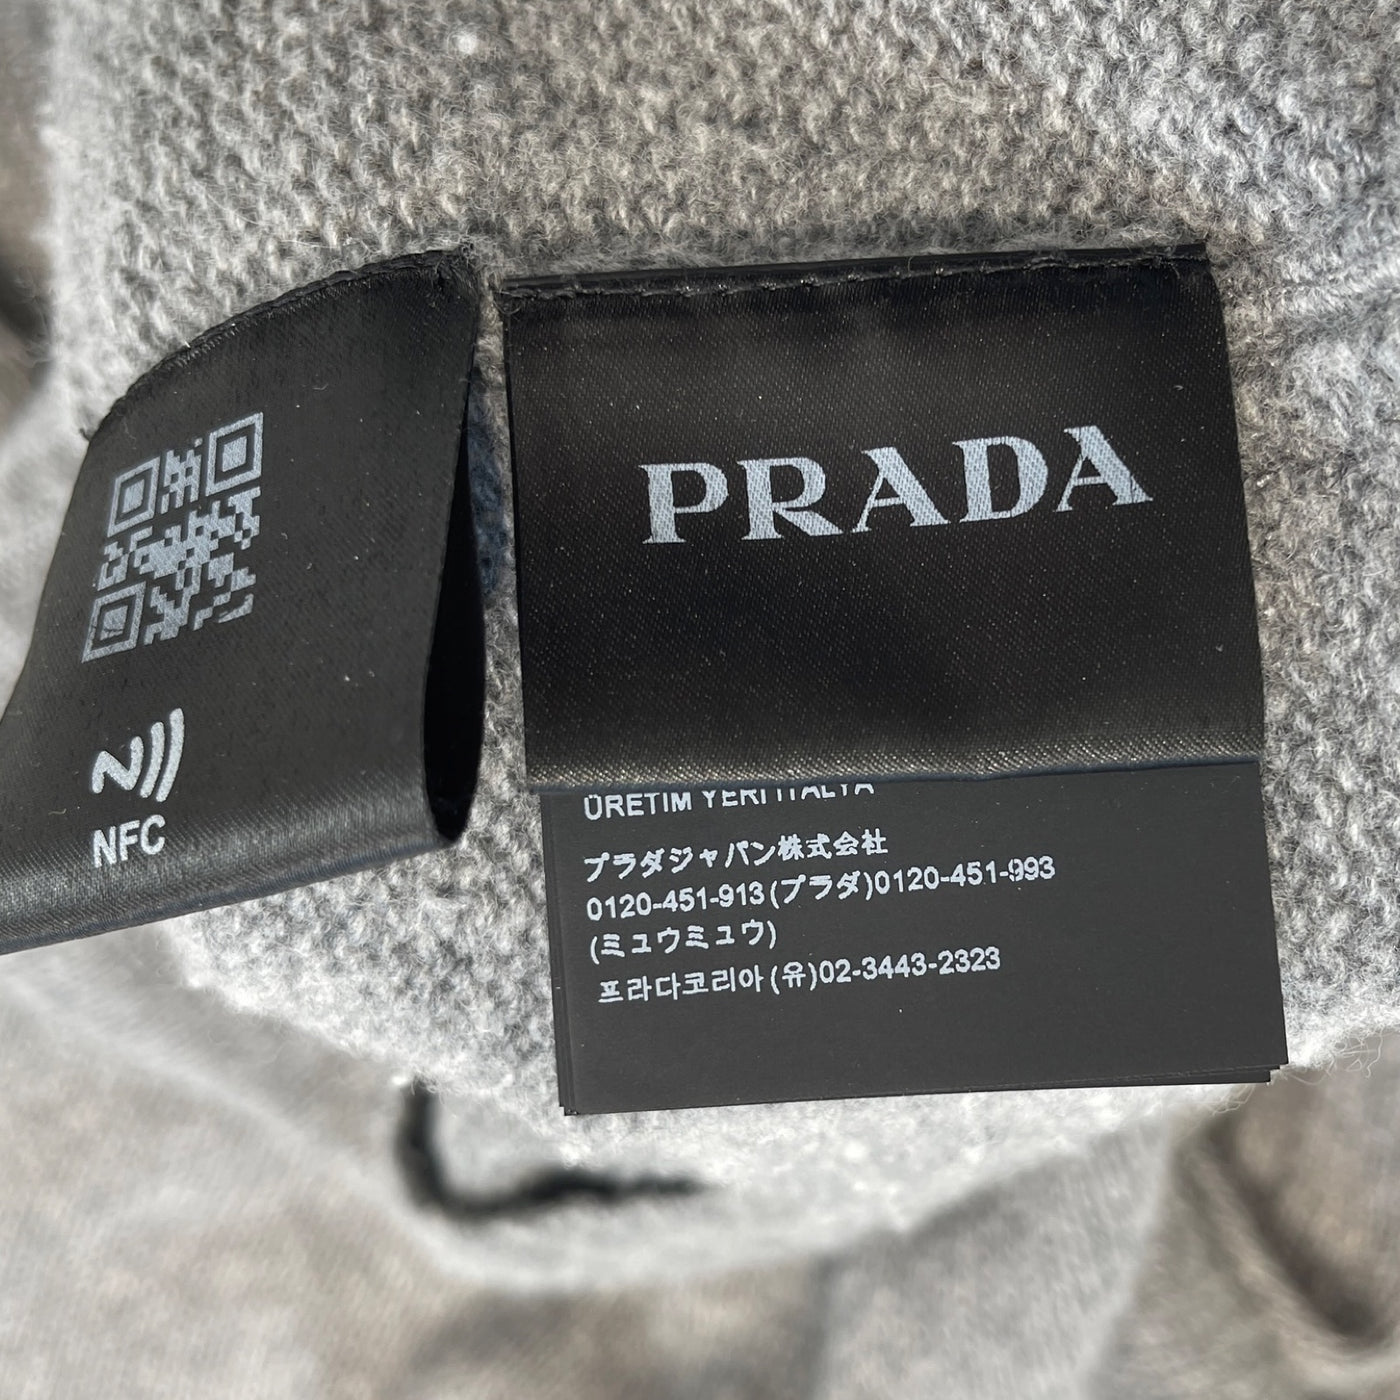 PRADA
NFC
ÜRETIM YERI ITALYA
プラダジャパン株式会社
0120-451-913(プラダ)0120-451-993
(ミュウミュウ)
프라다코리아(유)02-3443-2323